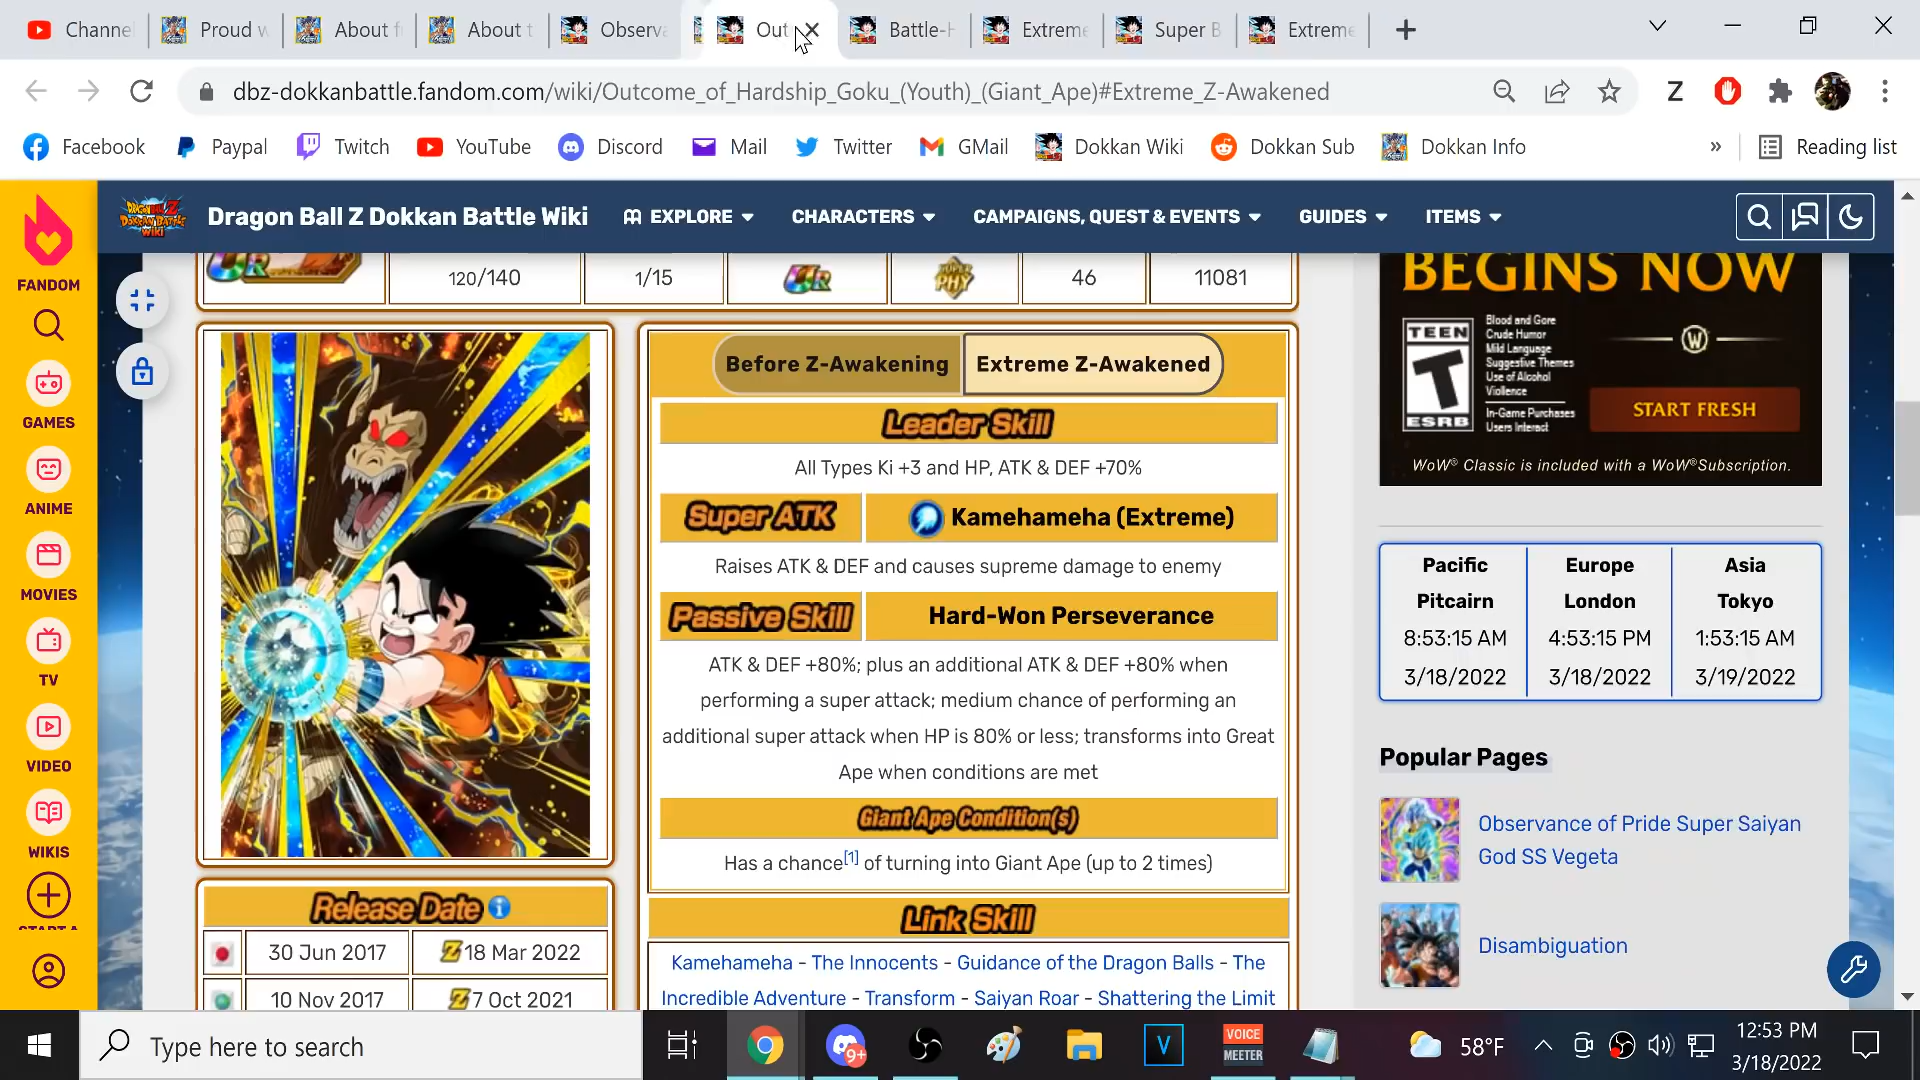 Channe
Proud w
About f
About t
Observa
Out
Battle-H
Extreme
Super B
Extreme
dbz-dokkanbattle.fandom.com/wiki/Outcome_of_Hardship_Goku_(Youth)_(Giant_Ape)#Extreme_Z-Awakened
Z
Facebook
Paypal
Twitch
YouTube
Discord
Mail
Twitter
GMail
Dokkan Wiki
Dokkan Sub
Dokkan Info
»
Reading list
Dragon Ball Z Dokkan Battle Wiki
EXPLORE
CHARACTERS
CAMPAIGNS, QUEST & EVENTS
GUIDES
ITEMS
FANDOM
GAMES
ANIME
MOVIES
TV
VIDEO
WIKIS
START A
UR
120/140
1/15
UR
SUPER PHY
46
11081
Before Z-Awakening
Extreme Z-Awakened
Leader Skill
All Types Ki +3 and HP, ATK & DEF +70%
Super ATK
Kamehameha (Extreme)
Raises ATK & DEF and causes supreme damage to enemy
Passive Skill
Hard-Won Perseverance
ATK & DEF +80%; plus an additional ATK & DEF +80% when
performing a super attack; medium chance of performing an
additional super attack when HP is 80% or less; transforms into Great
Ape when conditions are met
Giant Ape Condition(s)
Has a chance[1] of turning into Giant Ape (up to 2 times)
Link Skill
Kamehameha - The Innocents - Guidance of the Dragon Balls - The
Incredible Adventure - Transform - Saiyan Roar - Shattering the Limit
Release Date
30 Jun 2017
Z 18 Mar 2022
10 Nov 2017
Z 7 Oct 2021
BEGINS NOW
TEEN
T
ESRB
Blood and Gore
Crude Humor
Mild Language
Suggestive Themes
Use of Alcohol
Violence
In-Game Purchases
Users Interact
W
START FRESH
WoW® Classic is included with a WoW® Subscription.
Pacific
Pitcairn
8:53:15 AM
3/18/2022
Europe
London
4:53:15 PM
3/18/2022
Asia
Tokyo
1:53:15 AM
3/19/2022
Popular Pages
Observance of Pride Super Saiyan
God SS Vegeta
Disambiguation
Type here to search
9+
V
VOICE
MEETER
58°F
12:53 PM
3/18/2022